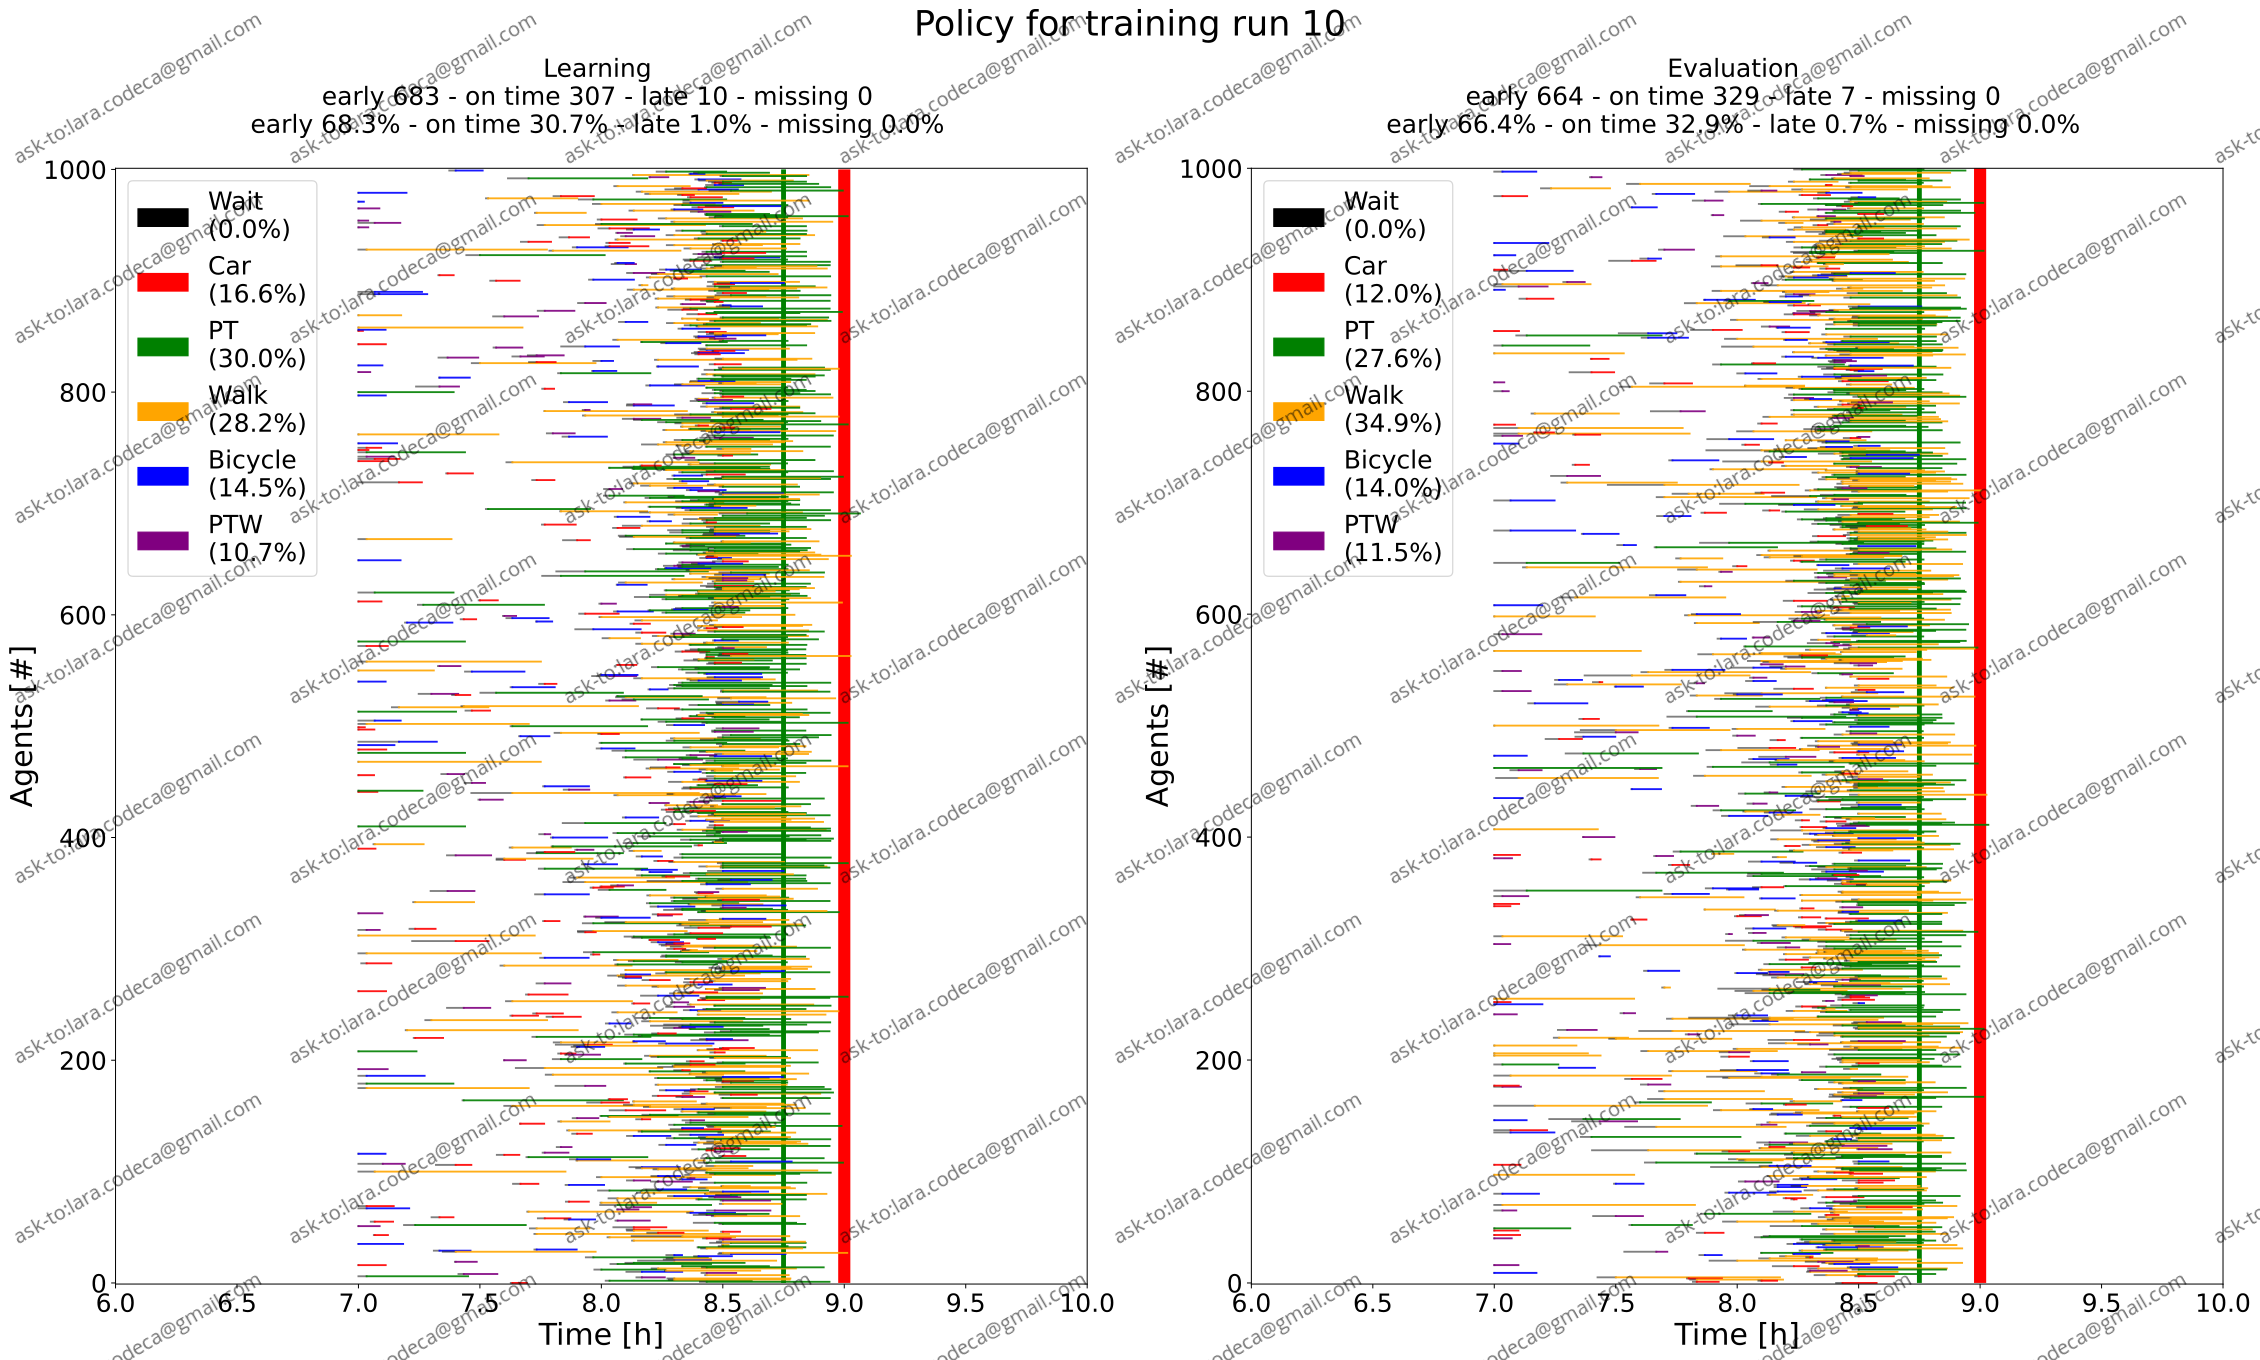 Policy for training run 10
Learning
early 683 - on time 307 - late 10 - missing 0
early 68.3% - on time 30.7% - late 1.0% - missing 0.0%
1000
800
600
400
200
0
Agents [#]
Wait
(0.0%)
Car
(16.6%)
PT
(30.0%)
Walk
(28.2%)
Bicycle
(14.5%)
PTW
(10.7%)
6.0 6.5 7.0 7.5 8.0 8.5 9.0 9.5 10.0
Time [h]
Evaluation
early 664 - on time 329 - late 7 - missing 0
early 66.4% - on time 32.9% - late 0.7% - missing 0.0%
1000
800
600
400
200
0
Agents [#]
Wait
(0.0%)
Car
(12.0%)
PT
(27.6%)
Walk
(34.9%)
Bicycle
(14.0%)
PTW
(11.5%)
6.0 6.5 7.0 7.5 8.0 8.5 9.0 9.5 10.0
Time [h]
ask-to:lara.codeca@gmail.com